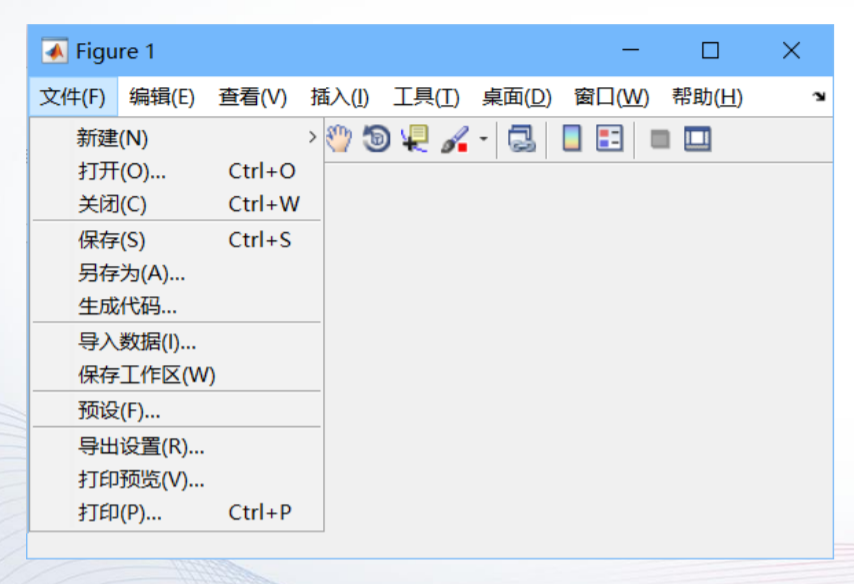 Figure 1
文件(F) 编辑(E) 查看(V) 插入(I) 工具(T) 桌面(D) 窗口(W) 帮助(H)
新建(N)
打开(O)... Ctrl+O
关闭(C) Ctrl+W
保存(S) Ctrl+S
另存为(A)...
生成代码...
导入数据(I)...
保存工作区(W)
预设(F)...
导出设置(R)...
打印预览(V)...
打印(P)... Ctrl+P